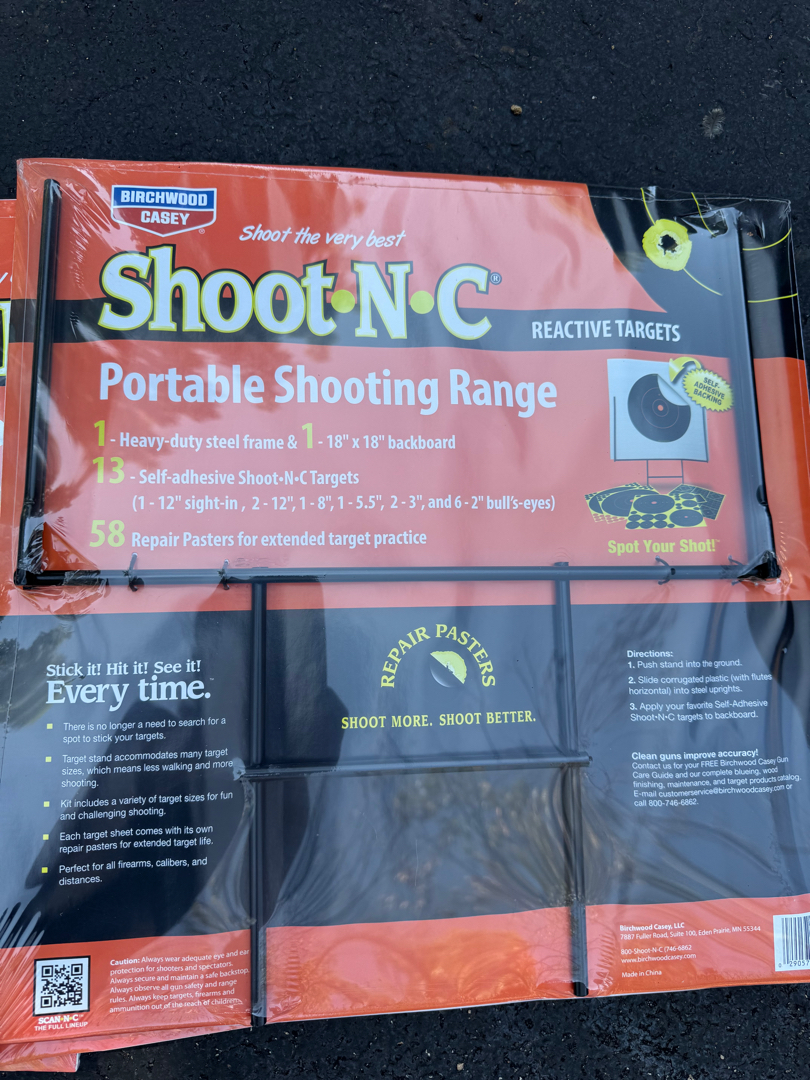 BIRCHWOOD
CASEY
®
Shoot the very best
Shoot·N·C®
REACTIVE TARGETS
Portable Shooting Range
SELF-
ADHESIVE
BACKING
1 - Heavy-duty steel frame & 1 - 18" x 18" backboard
13 - Self-adhesive Shoot•N•C Targets
(1 - 12" sight-in , 2 - 12", 1 - 8", 1 - 5.5", 2 - 3", and 6 - 2" bull's-eyes)
58 Repair Pasters for extended target practice
Spot Your Shot!™
Stick it! Hit it! See it!
Every time.™
There is no longer a need to search for a
spot to stick your targets.
Target stand accommodates many target
sizes, which means less walking and more
shooting.
Kit includes a variety of target sizes for fun
and challenging shooting.
Each target sheet comes with its own
repair pasters for extended target life.
Perfect for all firearms, calibers, and
distances.
REPAIR PASTERS
SHOOT MORE. SHOOT BETTER.
Directions:
1. Push stand into the ground.
2. Slide corrugated plastic (with flutes
horizontal) into steel uprights.
3. Apply your favorite Self-Adhesive
Shoot•N•C targets to backboard.
Clean guns improve accuracy!
Contact us for your FREE Birchwood Casey Gun
Care Guide and our complete blueing, wood
finishing, maintenance, and target products catalog.
E-mail customerservice@birchwoodcasey.com or
call 800-746-6862.
SCAN•N•C™
THE FULL LINEUP
Caution: Always wear adequate eye and ear
protection for shooters and spectators.
Always secure and maintain a safe backstop.
Always observe all gun safety and range
rules. Always keep targets, firearms and
ammunition out of the reach of children.
Birchwood Casey, LLC
7887 Fuller Road, Suite 100, Eden Prairie, MN 55344
800-Shoot-N-C (746-6862
www.birchwoodcasey.com
Made in China